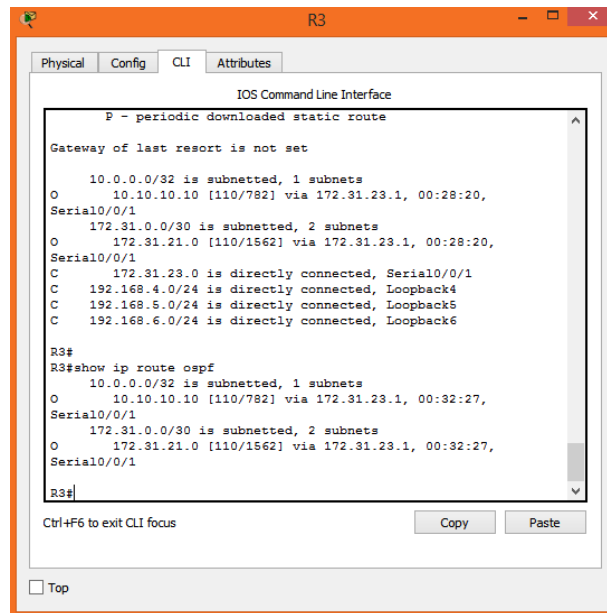 R3
Physical Config CLI Attributes
IOS Command Line Interface
P - periodic downloaded static route
Gateway of last resort is not set
10.0.0.0/32 is subnetted, 1 subnets
O 10.10.10.10 [110/782] via 172.31.23.1, 00:28:20,
Serial0/0/1
172.31.0.0/30 is subnetted, 2 subnets
O 172.31.21.0 [110/1562] via 172.31.23.1, 00:28:20,
Serial0/0/1
C 172.31.23.0 is directly connected, Serial0/0/1
C 192.168.4.0/24 is directly connected, Loopback4
C 192.168.5.0/24 is directly connected, Loopback5
C 192.168.6.0/24 is directly connected, Loopback6
R3#
R3#show ip route ospf
10.0.0.0/32 is subnetted, 1 subnets
O 10.10.10.10 [110/782] via 172.31.23.1, 00:32:27,
Serial0/0/1
172.31.0.0/30 is subnetted, 2 subnets
O 172.31.21.0 [110/1562] via 172.31.23.1, 00:32:27,
Serial0/0/1
R3#
Ctrl+F6 to exit CLI focus
Copy Paste
Top